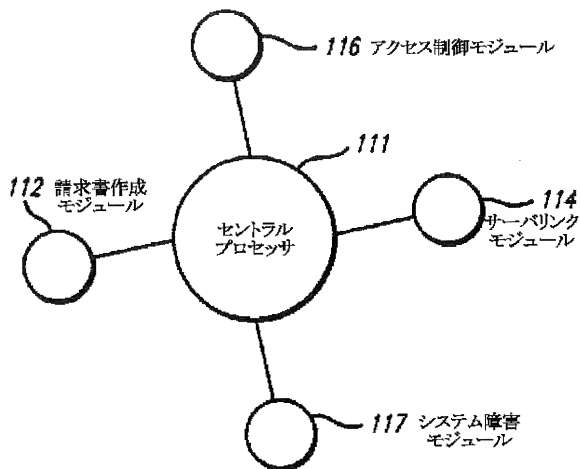 116 アクセス制御モジュール
111
112 請求書作成
モジュール
114
サーバリンク
モジュール
セントラル
プロセッサ
117 システム障害
モジュール